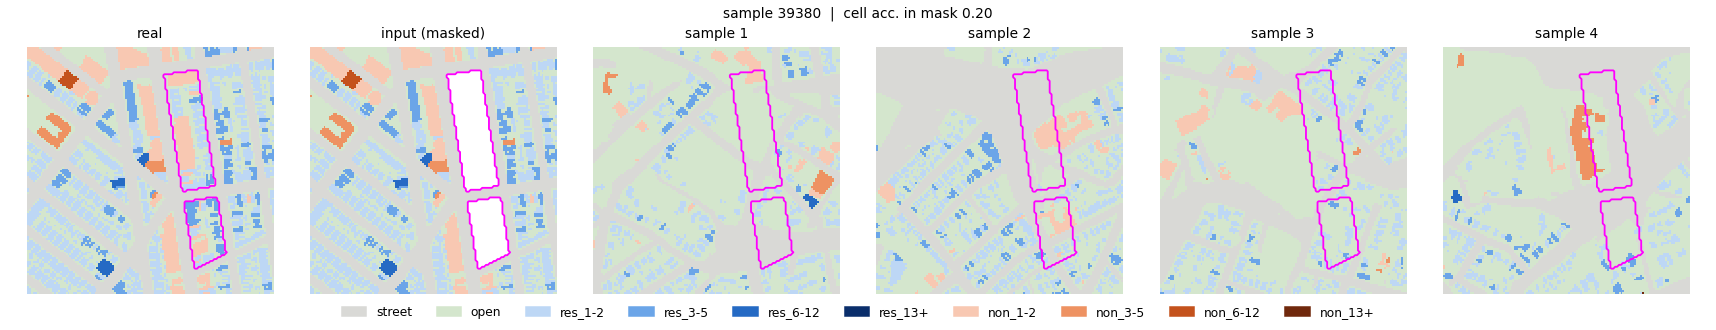 sample 39380  |  cell acc. in mask 0.20
real
input (masked)
sample 1
sample 2
sample 3
sample 4
street
open
res_1-2
res_3-5
res_6-12
res_13+
non_1-2
non_3-5
non_6-12
non_13+